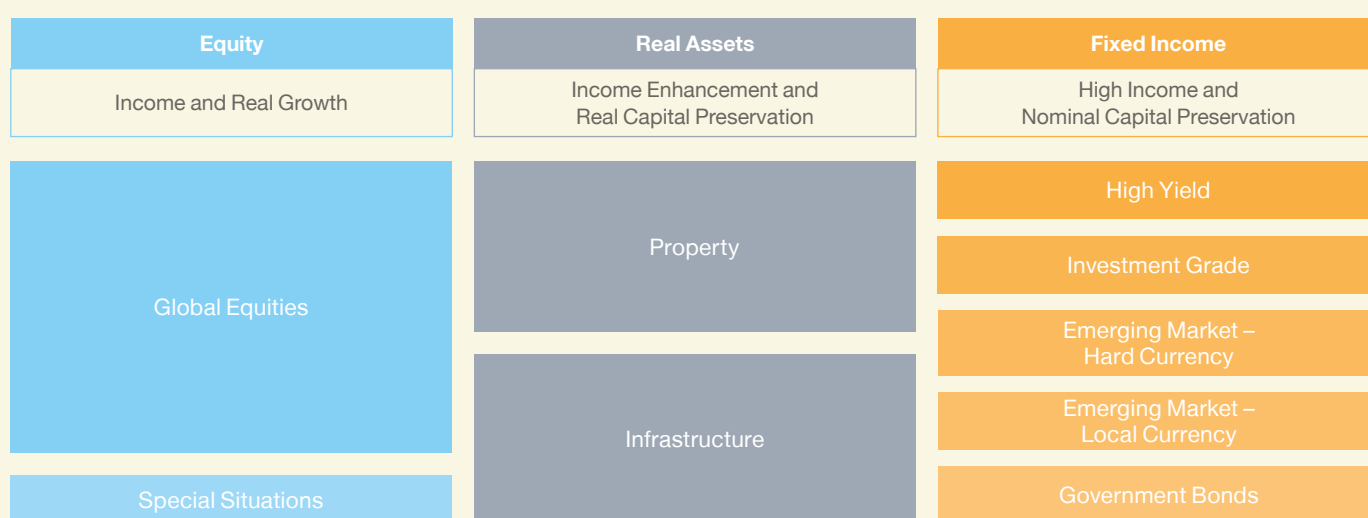 Equity
Income and Real Growth
Global Equities
Special Situations
Real Assets
Income Enhancement and
Real Capital Preservation
Property
Infrastructure
Fixed Income
High Income and
Nominal Capital Preservation
High Yield
Investment Grade
Emerging Market –
Hard Currency
Emerging Market –
Local Currency
Government Bonds